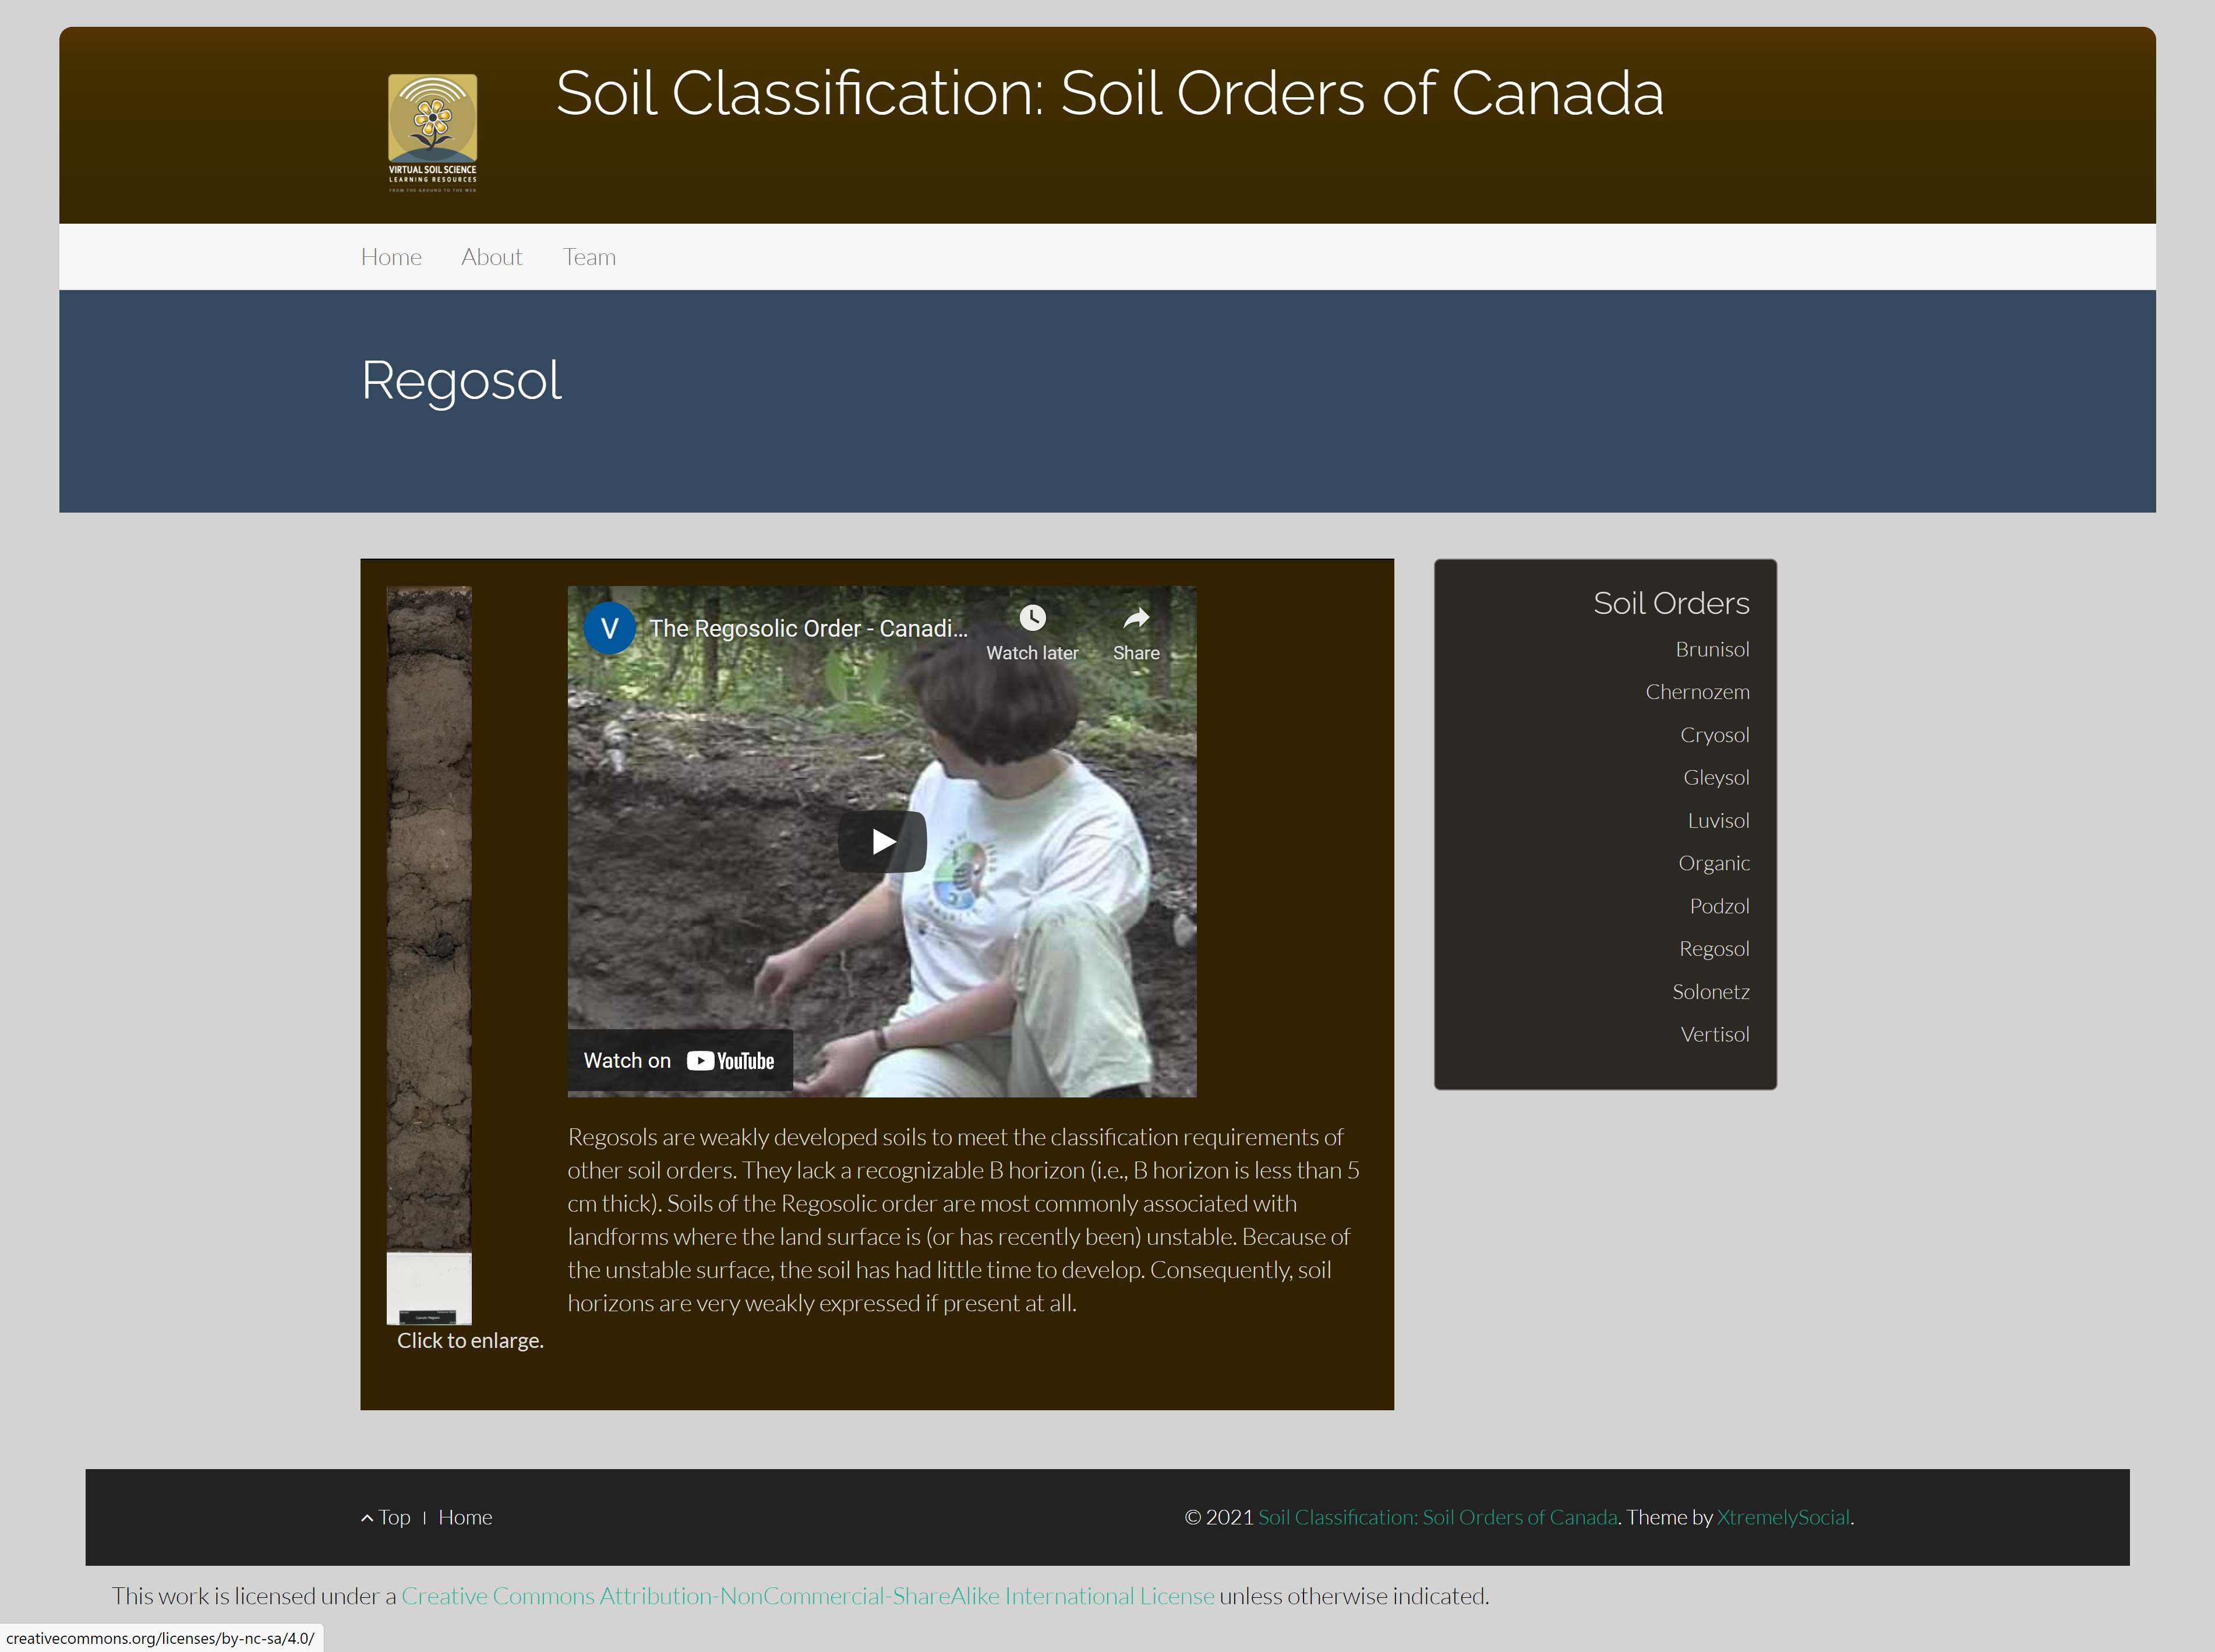 Soil Classification: Soil Orders of Canada
VIRTUAL SOIL SCIENCE
LEARNING RESOURCES
FROM THE GROUND TO THE WEB
Home About Team
Regosol
V The Regosolic Order - Canadi...
Watch later Share
Watch on YouTube
Regosols are weakly developed soils to meet the classification requirements of
other soil orders. They lack a recognizable B horizon (i.e., B horizon is less than 5
cm thick). Soils of the Regosolic order are most commonly associated with
landforms where the land surface is (or has recently been) unstable. Because of
the unstable surface, the soil has had little time to develop. Consequently, soil
horizons are very weakly expressed if present at all.
Click to enlarge.
Soil Orders
Brunisol
Chernozem
Cryosol
Gleysol
Luvisol
Organic
Podzol
Regosol
Solonetz
Vertisol
Top | Home
© 2021 Soil Classification: Soil Orders of Canada. Theme by XtremelySocial.
This work is licensed under a Creative Commons Attribution-NonCommercial-ShareAlike International License unless otherwise indicated.
creativecommons.org/licenses/by-nc-sa/4.0/